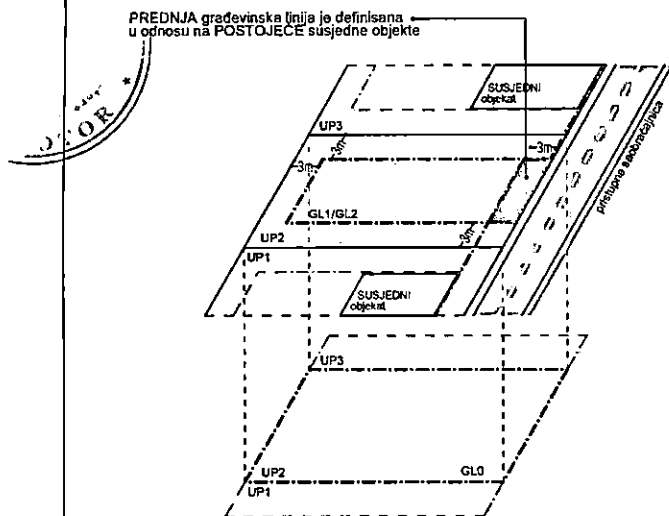 PREDNJA građevinska linija je definisana
u odnosu na POSTOJEĆE susjedne objekte
SUSJEDNI
objekat
UP3
3m
3m
3m
GL1/GL2
3m
UP2
UP1
SUSJEDNI
objekat
pristupna saobraćajnica
UP3
UP2
GL0
UP1